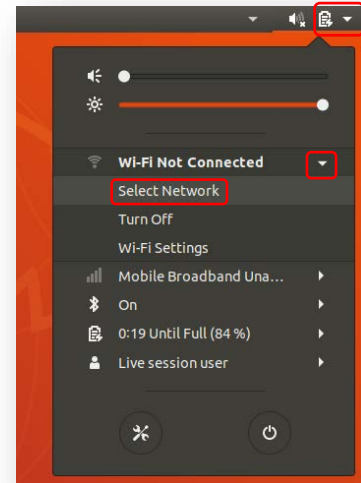 Wi-Fi Not Connected
Select Network
Turn Off
Wi-Fi Settings
Mobile Broadband Una...
On
0:19 Until Full (84 %)
Live session user